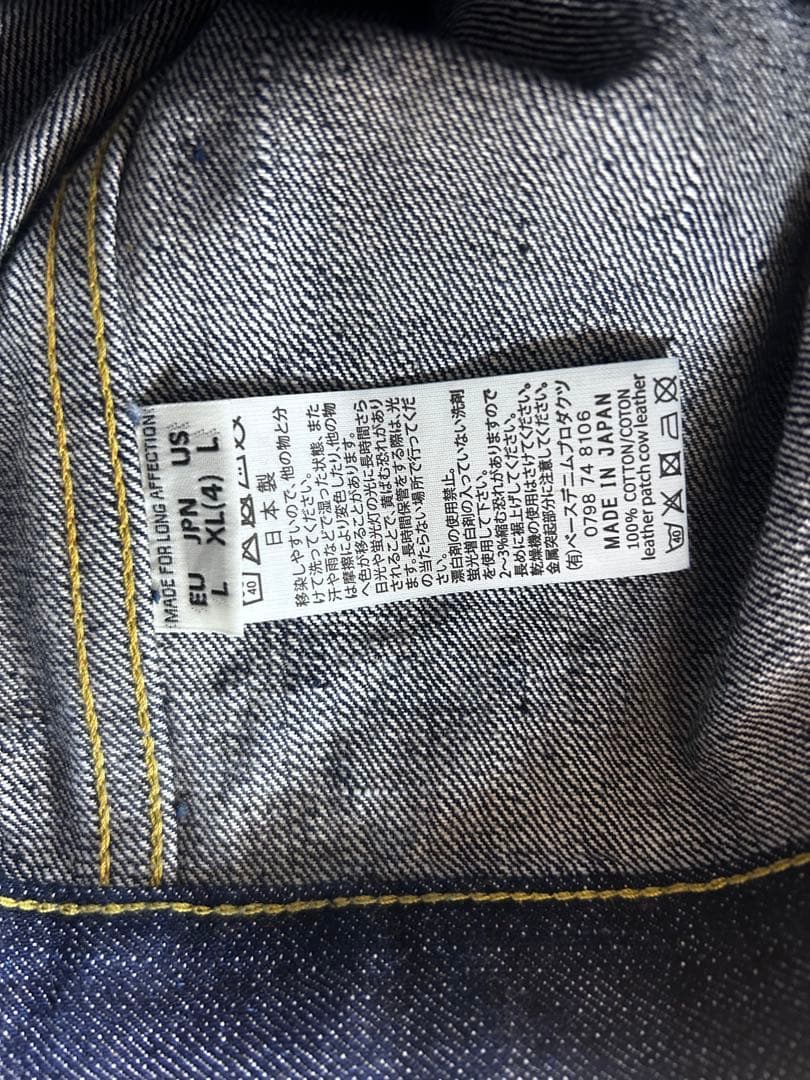 MADE FOR LONG AFFECTION
EU JPN US
L XL(4) L
40
日本製
移染しやすいので、他の物と分
けて洗ってください。
汗や雨などで湿った状態、また
は摩擦により変色したり、他の物
へ色が移ることがあります。
日光や蛍光灯の光に長時間さら
されることで、黄ばむ恐れがあり
ます。長時間保管をする際は、光
の当たらない場所で行ってくだ
さい。
漂白剤の使用禁止。
蛍光増白剤の入っていない洗剤
を使用して下さい。
2~3%縮む恐れがありますので
長めに裾上げしてください。
乾燥機の使用はさけてください。
金属突起部分に注意してください。
(有)ベースデニムプロダクツ
0798 74 8106
MADE IN JAPAN
100% COTTON/COTON
leather patch cow leather
40